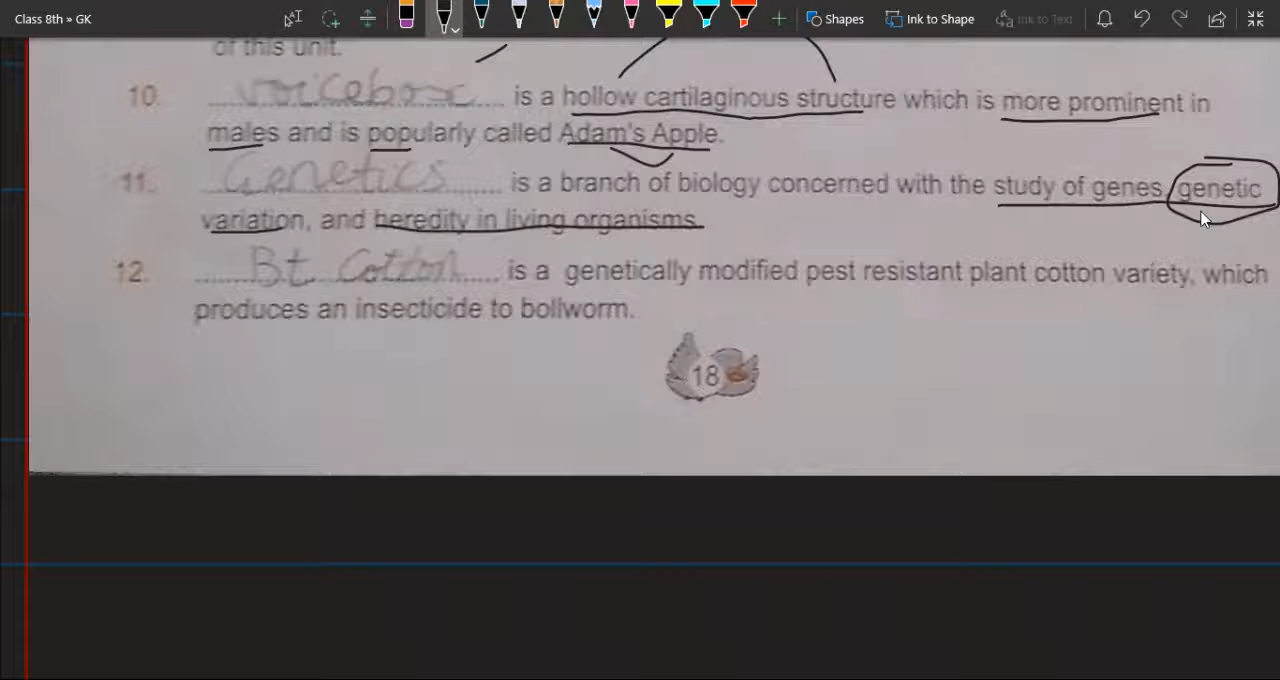 Class 8th » GK
Shapes
Ink to Shape
Ink to Text
of this unit.
10. voicebox is a hollow cartilaginous structure which is more prominent in
males and is popularly called Adam's Apple.
11. Genetics is a branch of biology concerned with the study of genes, genetic
variation, and heredity in living organisms.
12. Bt Cotton is a genetically modified pest resistant plant cotton variety, which
produces an insecticide to bollworm.
18